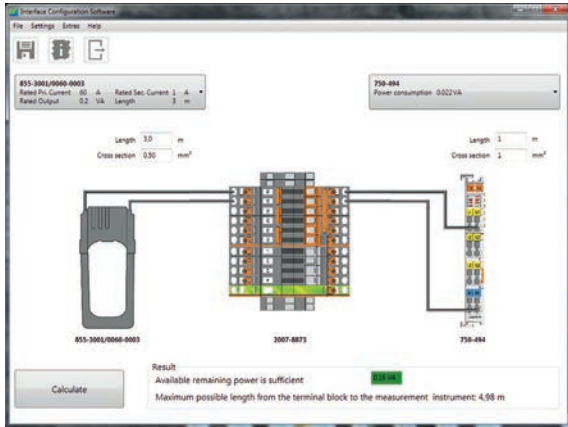 Interface Configuration Software
File Settings Extras Help
855-3001/0060-0003
Rated Pri. Current 60 A Rated Sec. Current 1 A
Rated Output 0.2 VA Length 3 m
750-494
Power consumption 0.022 VA
Length 3,0 m
Cross section 0,50 mm²
Length 1 m
Cross section 1 mm²
855-3001/0060-0003
2007-8873
750-494
Result
Available remaining power is sufficient
Calculate
Maximum possible length from the terminal block to the measurement instrument: 4,98 m